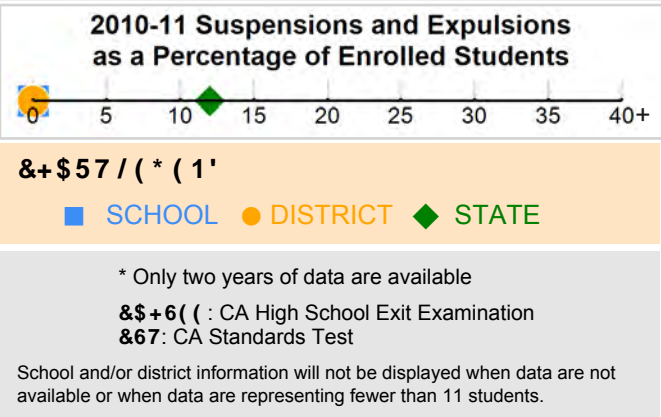 2010-11 Suspensions and Expulsions
as a Percentage of Enrolled Students
0 5 10 15 20 25 30 35 40+
&+$57/(*(1'
SCHOOL DISTRICT STATE
* Only two years of data are available
&$+6(( : CA High School Exit Examination
&67: CA Standards Test
School and/or district information will not be displayed when data are not
available or when data are representing fewer than 11 students.